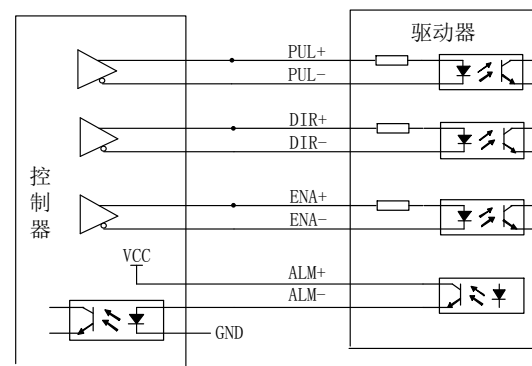 驱动器
PUL+
PUL-
DIR+
DIR-
控制器
ENA+
ENA-
VCC
ALM+
ALM-
GND